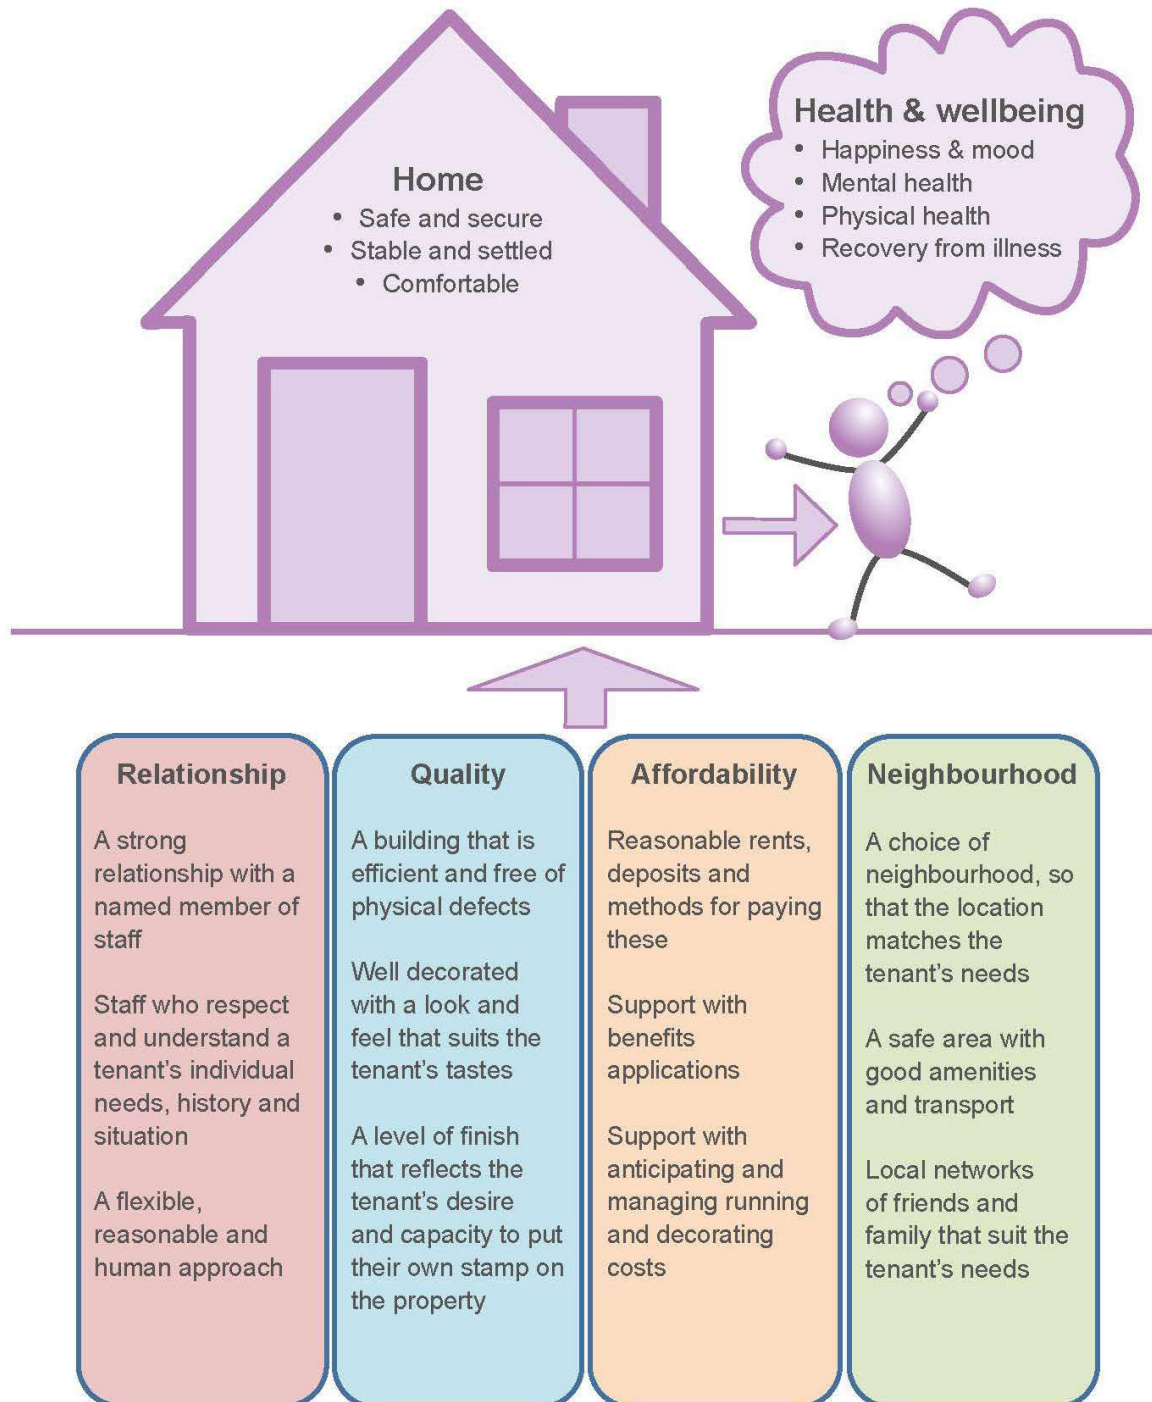 Home
• Safe and secure
• Stable and settled
• Comfortable
Health & wellbeing
• Happiness & mood
• Mental health
• Physical health
• Recovery from illness
Relationship
A strong
relationship with a
named member of
staff
Staff who respect
and understand a
tenant’s individual
needs, history and
situation
A flexible,
reasonable and
human approach
Quality
A building that is
efficient and free of
physical defects
Well decorated
with a look and
feel that suits the
tenant’s tastes
A level of finish
that reflects the
tenant’s desire
and capacity to put
their own stamp on
the property
Affordability
Reasonable rents,
deposits and
methods for paying
these
Support with
benefits
applications
Support with
anticipating and
managing running
and decorating
costs
Neighbourhood
A choice of
neighbourhood, so
that the location
matches the
tenant’s needs
A safe area with
good amenities
and transport
Local networks
of friends and
family that suit the
tenant’s needs